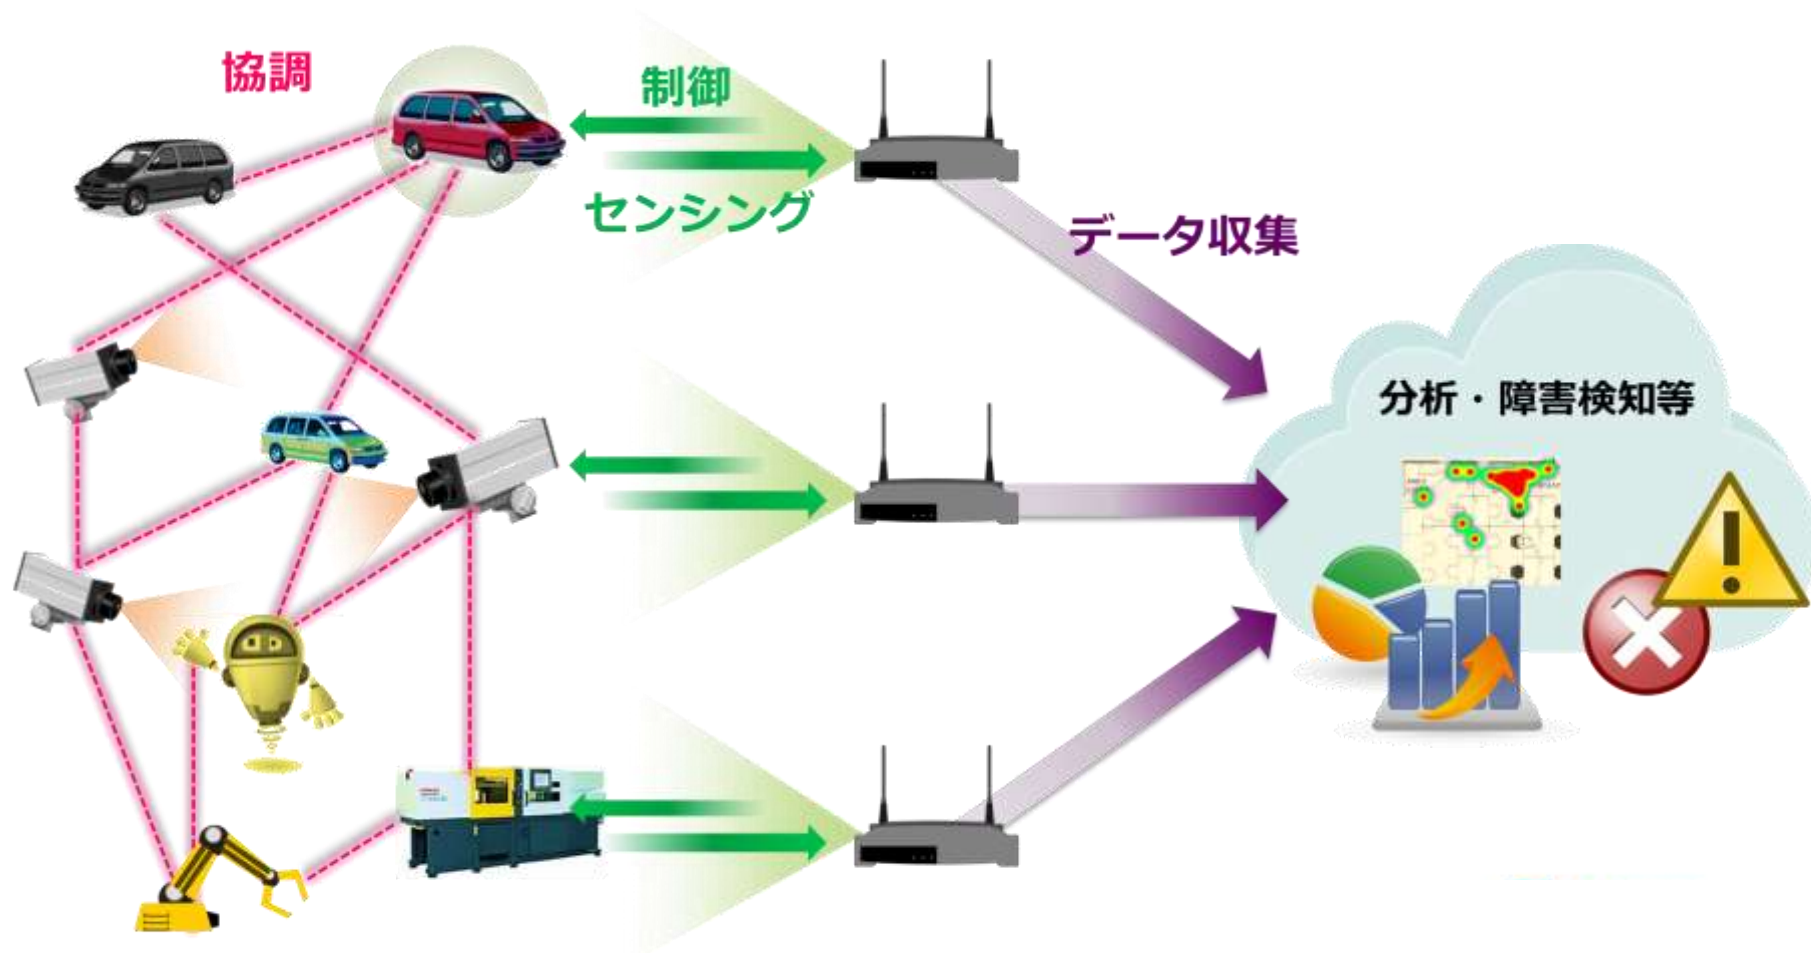 協調
制御
センシング
データ収集
分析・障害検知等